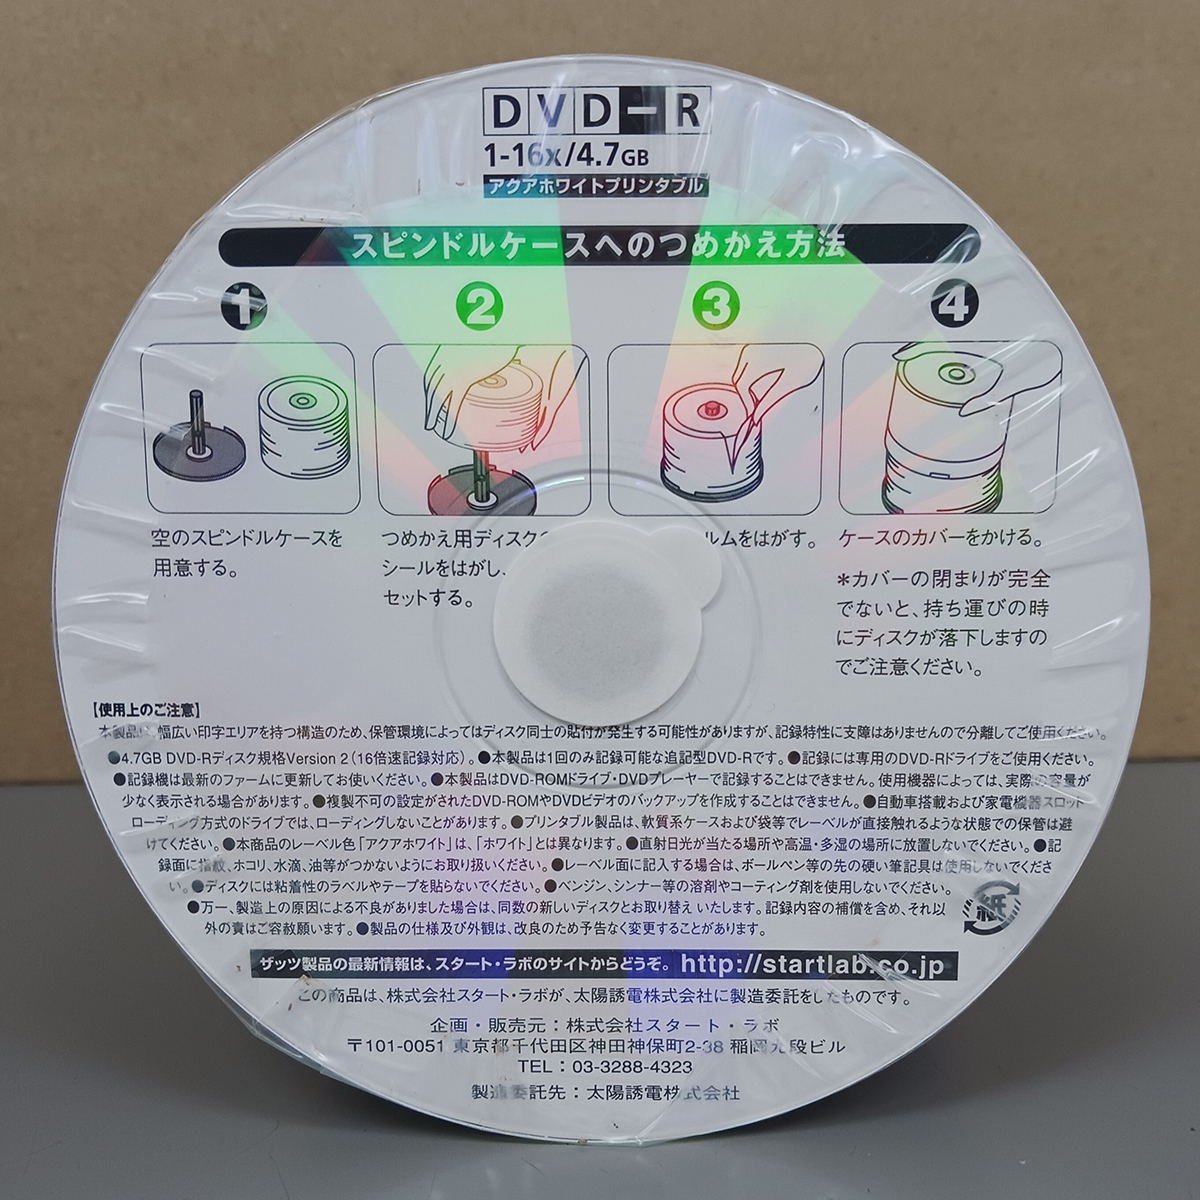 DVD-R
1-16x/4.7GB
アクアホワイトプリンタブル
スピンドルケースへのつめかえ方法
1 2 3 4
空のスピンドルケースを
用意する。
つめかえ用ディスク
シールをはがし、
セットする。
ルムをはがす。
ケースのカバーをかける。
*カバーの閉まりが完全
でないと、持ち運びの時
にディスクが落下しますの
でご注意ください。
【使用上のご注意】
本製品は、幅広い印字エリアを持つ構造のため、保管環境によってはディスク同士の貼付が発生する可能性がありますが、記録特性に支障はありませんので分離してご使用ください。
●4.7GB DVD-Rディスク規格Version 2(16倍速記録対応)。●本製品は1回のみ記録可能な追記型DVD-Rです。●記録には専用のDVD-Rドライブをご使用ください。
●記録機は最新のファームに更新してお使いください。●本製品はDVD-ROMドライブ・DVDプレーヤーで記録することはできません。使用機器によっては、実際の容量が
少なく表示される場合があります。●複製不可の設定がされたDVD-ROMやDVDビデオのバックアップを作成することはできません。●自動車搭載および家電機器スロット
ローディング方式のドライブでは、ローディングしないことがあります。●プリンタブル製品は、軟質系ケースおよび袋等でレーベルが直接触れるような状態での保管は避
けてください。●本商品のレーベル色「アクアホワイト」は、「ホワイト」とは異なります。●直射日光が当たる場所や高温・多湿の場所に放置しないでください。●記
録面に指紋、ホコリ、水滴、油等がつかないようにお取り扱いください。●レーベル面に記入する場合は、ボールペン等の先の硬い筆記具は使用しないでくださ
い。●ディスクには粘着性のラベルやテープを貼らないでください。●ベンジン、シンナー等の溶剤やコーティング剤を使用しないでください。
●万一、製造上の原因による不良がありました場合は、同数の新しいディスクとお取り替えいたします。記録内容の補償を含め、それ以
外の責はご容赦願います。●製品の仕様及び外観は、改良のため予告なく変更することがあります。
紙
ザッツ製品の最新情報は、スタート・ラボのサイトからどうぞ。 http://startlab.co.jp
この商品は、株式会社スタート・ラボが、太陽誘電株式会社に製造委託をしたものです。
企画・販売元:株式会社スタート・ラボ
〒101-0051 東京都千代田区神田神保町2-38 稲岡九段ビル
TEL:03-3288-4323
製造委託先:太陽誘電株式会社